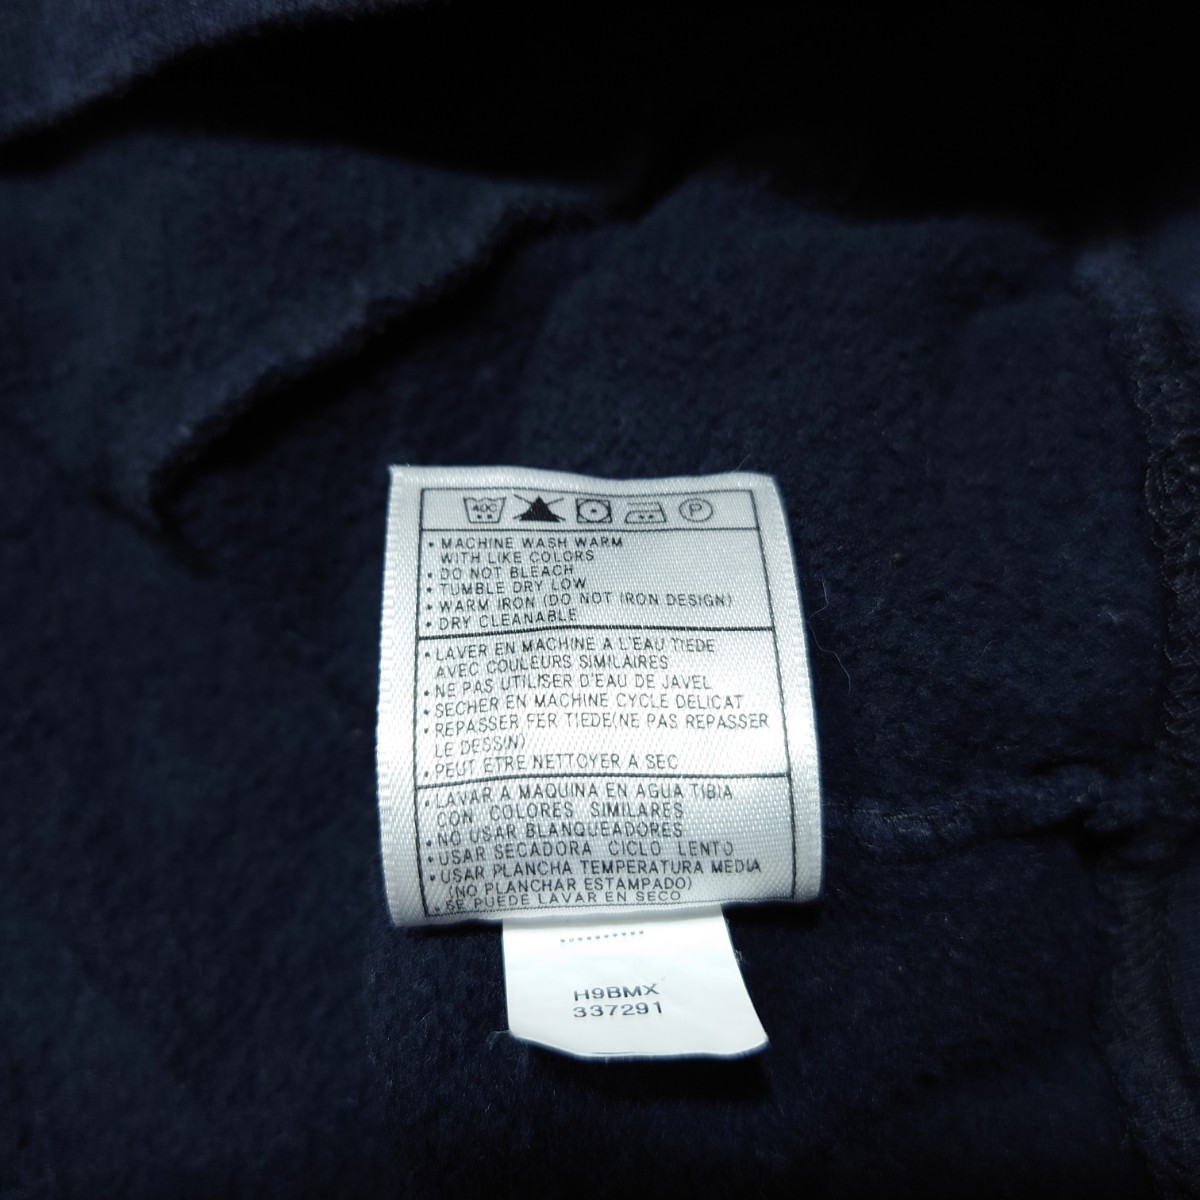 40C
P
• MACHINE WASH WARM
WITH LIKE COLORS
• DO NOT BLEACH
• TUMBLE DRY LOW
• WARM IRON (DO NOT IRON DESIGN)
• DRY CLEANABLE
• LAVER EN MACHINE A L'EAU TIEDE
AVEC COULEURS SIMILAIRES
• NE PAS UTILISER D'EAU DE JAVEL
• SECHER EN MACHINE CYCLE DELICAT
• REPASSER FER TIEDE(NE PAS REPASSER
LE DESSIN)
• PEUT ETRE NETTOYER A SEC
• LAVAR A MAQUINA EN AGUA TIBIA
CON COLORES SIMILARES
• NO USAR BLANQUEADORES
• USAR SECADORA CICLO LENTO
• USAR PLANCHA TEMPERATURA MEDIA
(NO PLANCHAR ESTAMPADO)
• SE PUEDE LAVAR EN SECO
H9BMX
337291